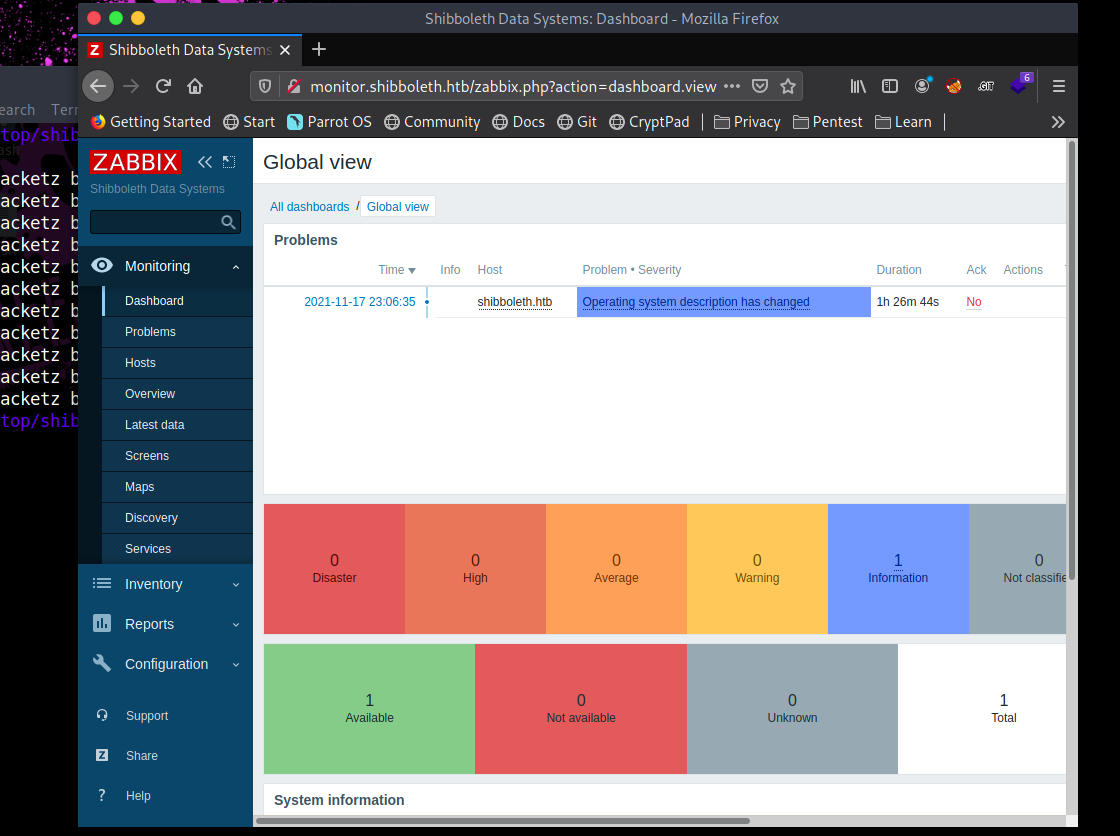 Shibboleth Data Systems: Dashboard - Mozilla Firefox
Z Shibboleth Data Systems
monitor.shibboleth.htb/zabbix.php?action=dashboard.view
6
Getting Started Start Parrot OS Community Docs Git CryptPad Privacy Pentest Learn
earch Tern
top/shib
acketz b
acketz b
acketz b
acketz b
acketz b
acketz b
acketz b
acketz b
acketz b
acketz b
acketz b
top/shib
ZABBIX
Shibboleth Data Systems
Monitoring
Dashboard
Problems
Hosts
Overview
Latest data
Screens
Maps
Discovery
Services
Inventory
Reports
Configuration
Support
Z Share
? Help
Global view
All dashboards / Global view
Problems
Time Info Host Problem • Severity Duration Ack Actions
2021-11-17 23:06:35 shibboleth.htb Operating system description has changed 1h 26m 44s No
0 0 0 0 1 0
Disaster High Average Warning Information Not classifie
1 0 0 1
Available Not available Unknown Total
System information